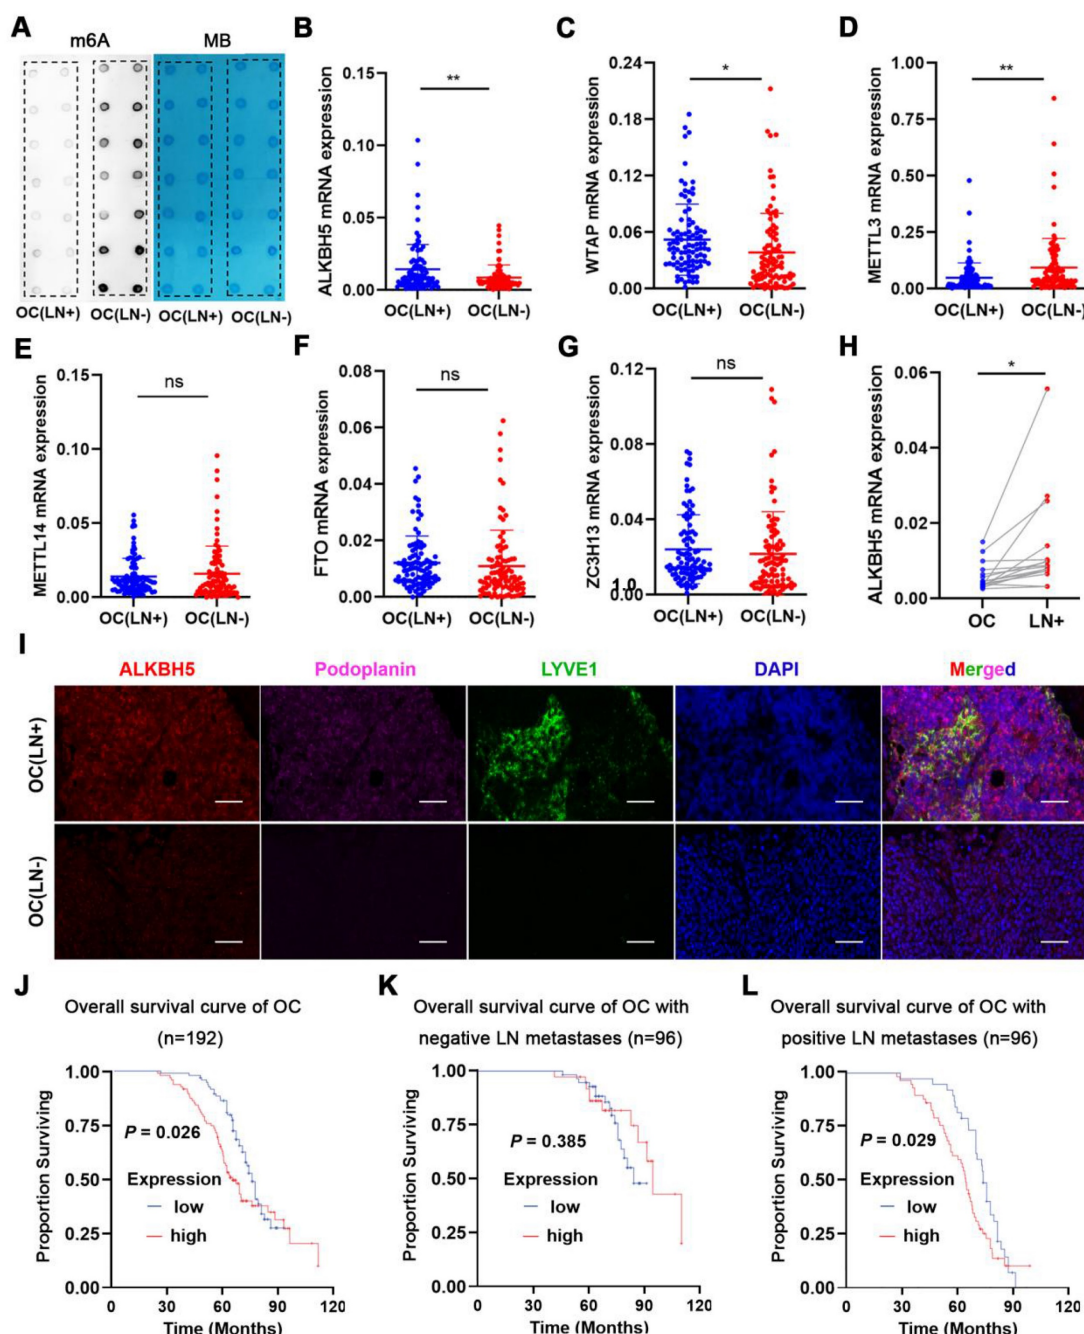 A
m6A
MB
OC(LN+) OC(LN-) OC(LN+) OC(LN-)
B
ALKBH5 mRNA expression
0.15
0.10
0.05
0.00
**
OC(LN+) OC(LN-)
C
WTAP mRNA expression
0.24
0.18
0.12
0.06
0.00
*
OC(LN+) OC(LN-)
D
METTL3 mRNA expression
1.00
0.75
0.50
0.25
0.00
**
OC(LN+) OC(LN-)
E
METTL14 mRNA expression
0.15
0.10
0.05
0.00
ns
OC(LN+) OC(LN-)
F
FTO mRNA expression
0.08
0.06
0.04
0.02
0.00
ns
OC(LN+) OC(LN-)
G
ZC3H13 mRNA expression
0.12
0.08
0.04
1.0
0.00
ns
OC(LN+) OC(LN-)
H
ALKBH5 mRNA expression
0.06
0.04
0.02
0.00
*
OC LN+
I
ALKBH5 Podoplanin LYVE1 DAPI Merged
OC(LN+)
OC(LN-)
J
Overall survival curve of OC
(n=192)
Proportion Surviving
1.00
0.75
0.50
0.25
0.00
P = 0.026
Expression
low
high
0 30 60 90 120
Time (Months)
K
Overall survival curve of OC with
negative LN metastases (n=96)
Proportion Surviving
1.00
0.75
0.50
0.25
0.00
P = 0.385
Expression
low
high
0 30 60 90 120
Time (Months)
L
Overall survival curve of OC with
positive LN metastases (n=96)
Proportion Surviving
1.00
0.75
0.50
0.25
0.00
P = 0.029
Expression
low
high
0 30 60 90 120
Time (Months)